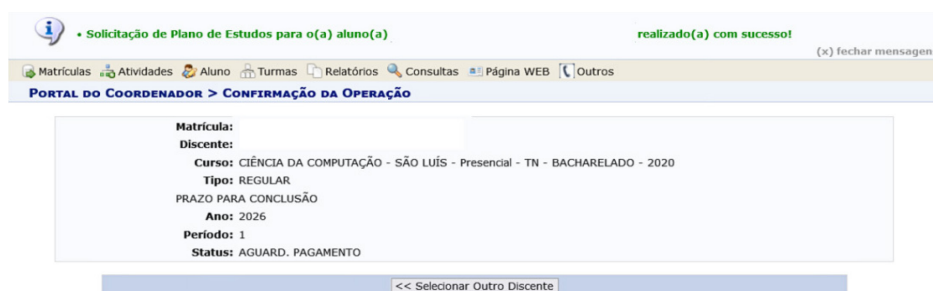 • Solicitação de Plano de Estudos para o(a) aluno(a) realizado(a) com sucesso!
(x) fechar mensagen
Matrículas Atividades Aluno Turmas Relatórios Consultas Página WEB Outros
PORTAL DO COORDENADOR > CONFIRMAÇÃO DA OPERAÇÃO
Matrícula:
Discente:
Curso: CIÊNCIA DA COMPUTAÇÃO - SÃO LUÍS - Presencial - TN - BACHARELADO - 2020
Tipo: REGULAR
PRAZO PARA CONCLUSÃO
Ano: 2026
Período: 1
Status: AGUARD. PAGAMENTO
<< Selecionar Outro Discente